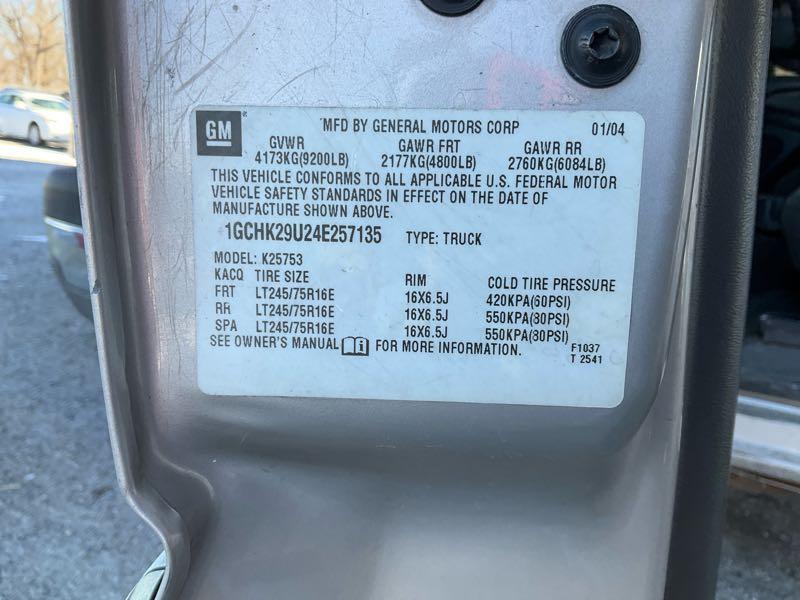 GM
MFD BY GENERAL MOTORS CORP 01/04
GVWR GAWR FRT GAWR RR
4173KG(9200LB) 2177KG(4800LB) 2760KG(6084LB)
THIS VEHICLE CONFORMS TO ALL APPLICABLE U.S. FEDERAL MOTOR
VEHICLE SAFETY STANDARDS IN EFFECT ON THE DATE OF
MANUFACTURE SHOWN ABOVE.
1GCHK29U24E257135 TYPE: TRUCK
MODEL: K25753
KACQ TIRE SIZE RIM COLD TIRE PRESSURE
FRT LT245/75R16E 16X6.5J 420KPA(60PSI)
RR LT245/75R16E 16X6.5J 550KPA(80PSI)
SPA LT245/75R16E 16X6.5J 550KPA(80PSI)
SEE OWNER'S MANUAL FOR MORE INFORMATION. F1037
T 2541